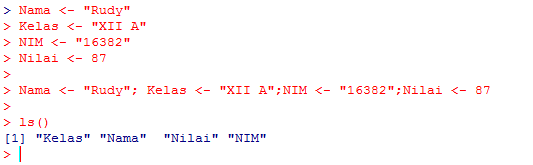 > Nama <- "Rudy"
> Kelas <- "XII A"
> NIM <- "16382"
> Nilai <- 87
>
> Nama <- "Rudy"; Kelas <- "XII A";NIM <- "16382";Nilai <- 87
>
> ls()
[1] "Kelas" "Nama"  "Nilai" "NIM"
>